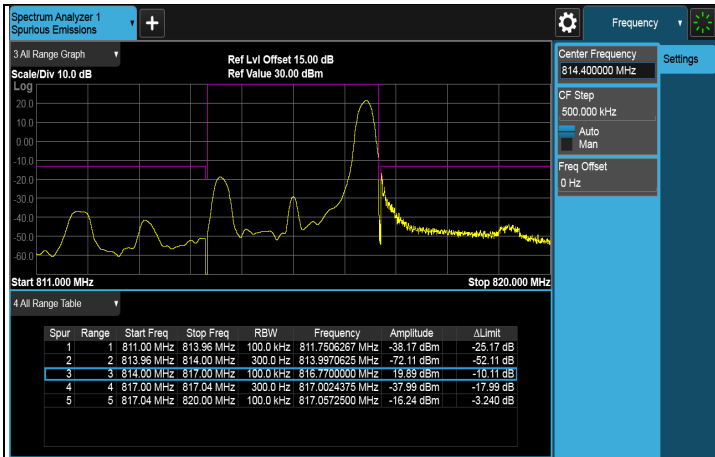 Spectrum Analyzer 1
Spurious Emissions
+
Frequency
3 All Range Graph
Scale/Div 10.0 dB
Ref Lvl Offset 15.00 dB
Ref Value 30.00 dBm
Log
20.0
10.0
0.00
-10.0
-20.0
-30.0
-40.0
-50.0
-60.0
Start 811.000 MHz
Stop 820.000 MHz
Center Frequency
814.400000 MHz
Settings
CF Step
500.000 kHz
Auto
Man
Freq Offset
0 Hz
4 All Range Table
Spur Range Start Freq Stop Freq RBW Frequency Amplitude ΔLimit
1 1 811.00 MHz 813.96 MHz 100.0 kHz 811.7506267 MHz -38.17 dBm -25.17 dB
2 2 813.96 MHz 814.00 MHz 300.0 Hz 813.9970625 MHz -72.11 dBm -52.11 dB
3 3 814.00 MHz 817.00 MHz 100.0 kHz 816.7700000 MHz 19.89 dBm -10.11 dB
4 4 817.00 MHz 817.04 MHz 300.0 Hz 817.0024375 MHz -37.99 dBm -17.99 dB
5 5 817.04 MHz 820.00 MHz 100.0 kHz 817.0572500 MHz -16.24 dBm -3.240 dB